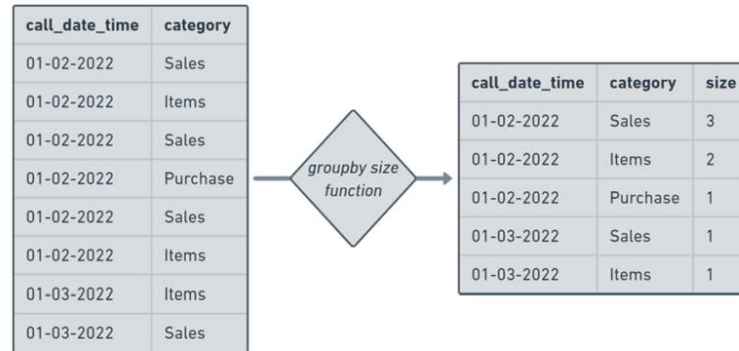 call_date_time category
01-02-2022 Sales
01-02-2022 Items
01-02-2022 Sales
01-02-2022 Purchase
01-02-2022 Sales
01-02-2022 Items
01-03-2022 Items
01-03-2022 Sales
groupby size
function
call_date_time category size
01-02-2022 Sales 3
01-02-2022 Items 2
01-02-2022 Purchase 1
01-03-2022 Sales 1
01-03-2022 Items 1